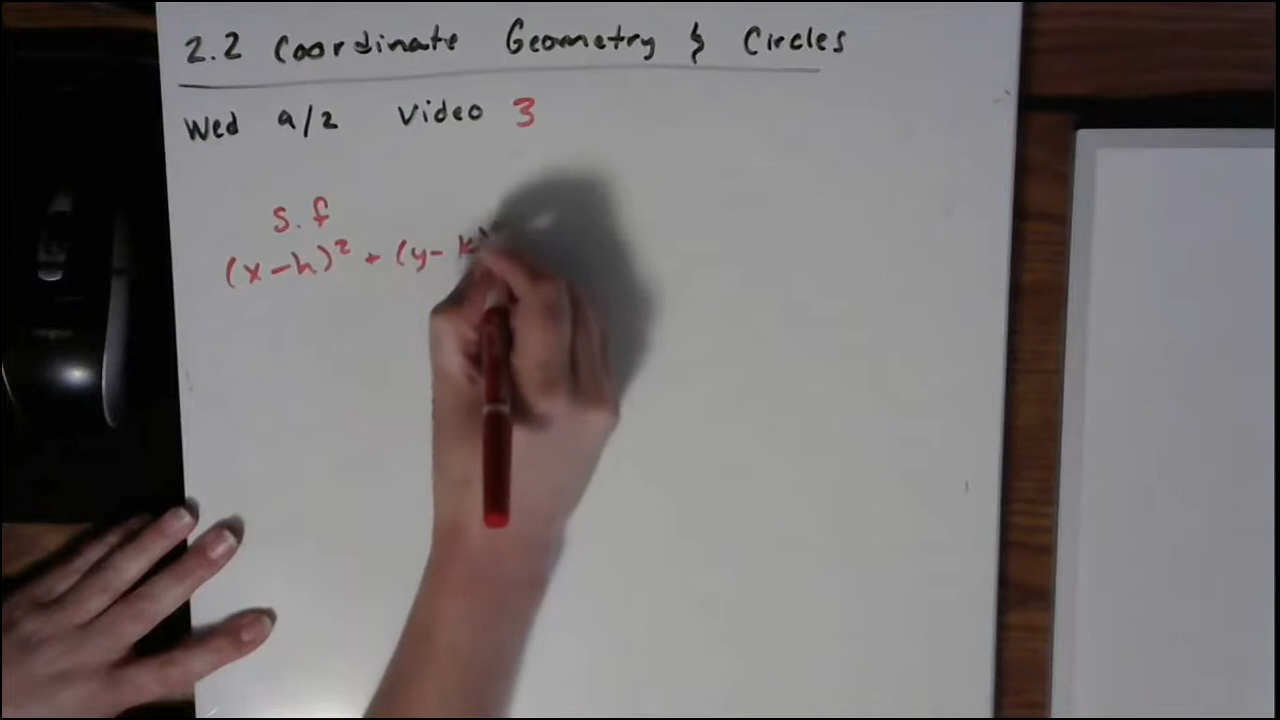 2.2 Coordinate Geometry & Circles
Wed 9/2 Video 3
S.f
(x-h)² + (y-k)